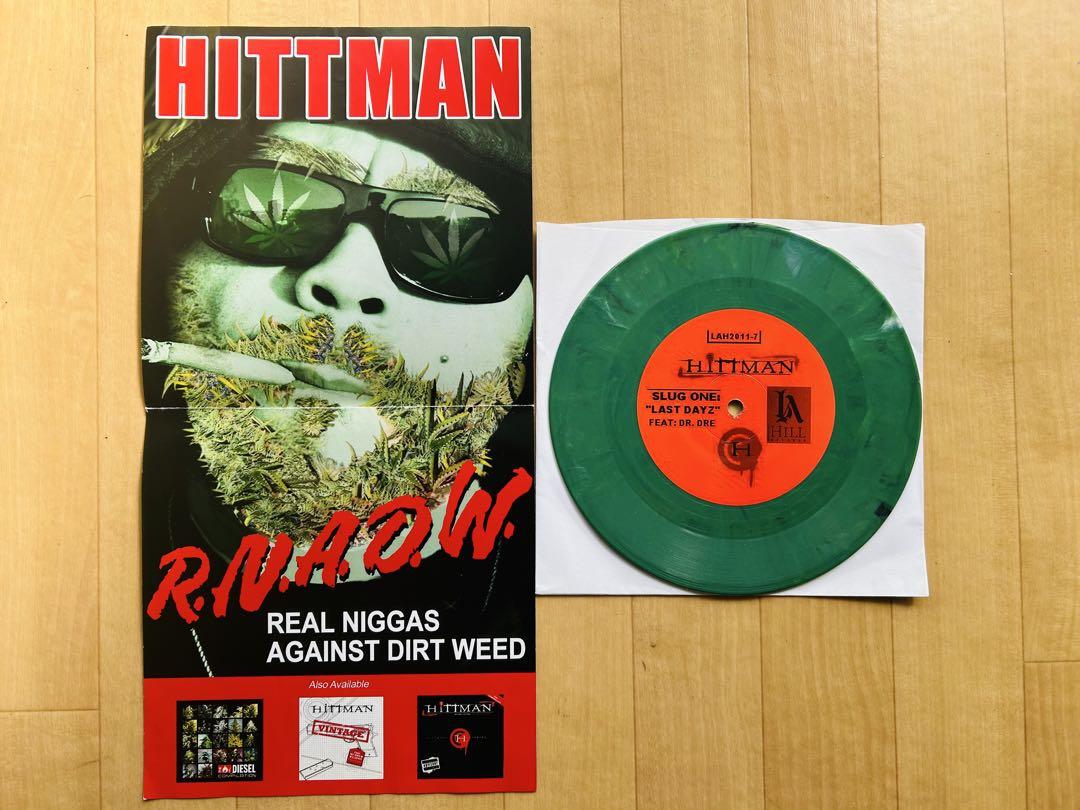 HITTMAN
R.N.A.D.W.
REAL NIGGAS
AGAINST DIRT WEED
Also Available
DIESEL
COMPILATION
HITTMAN
VINTAGE
HITTMAN
LAH2011-7
HITTMAN
SLUG ONE:
"LAST DAYZ"
FEAT: DR. DRE
LA
HILL
H